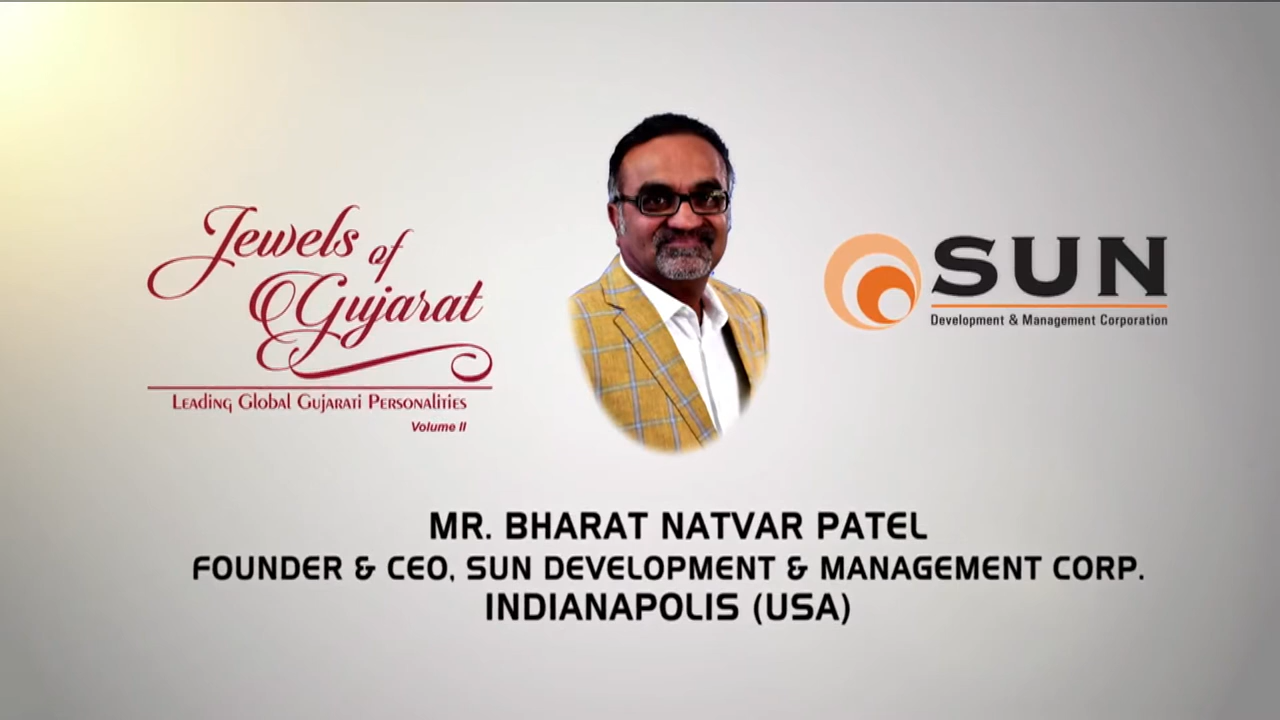 Jewels of
Gujarat
Leading Global Gujarati Personalities
Volume II
SUN
Development & Management Corporation
MR. BHARAT NATVAR PATEL
FOUNDER & CEO, SUN DEVELOPMENT & MANAGEMENT CORP.
INDIANAPOLIS (USA)